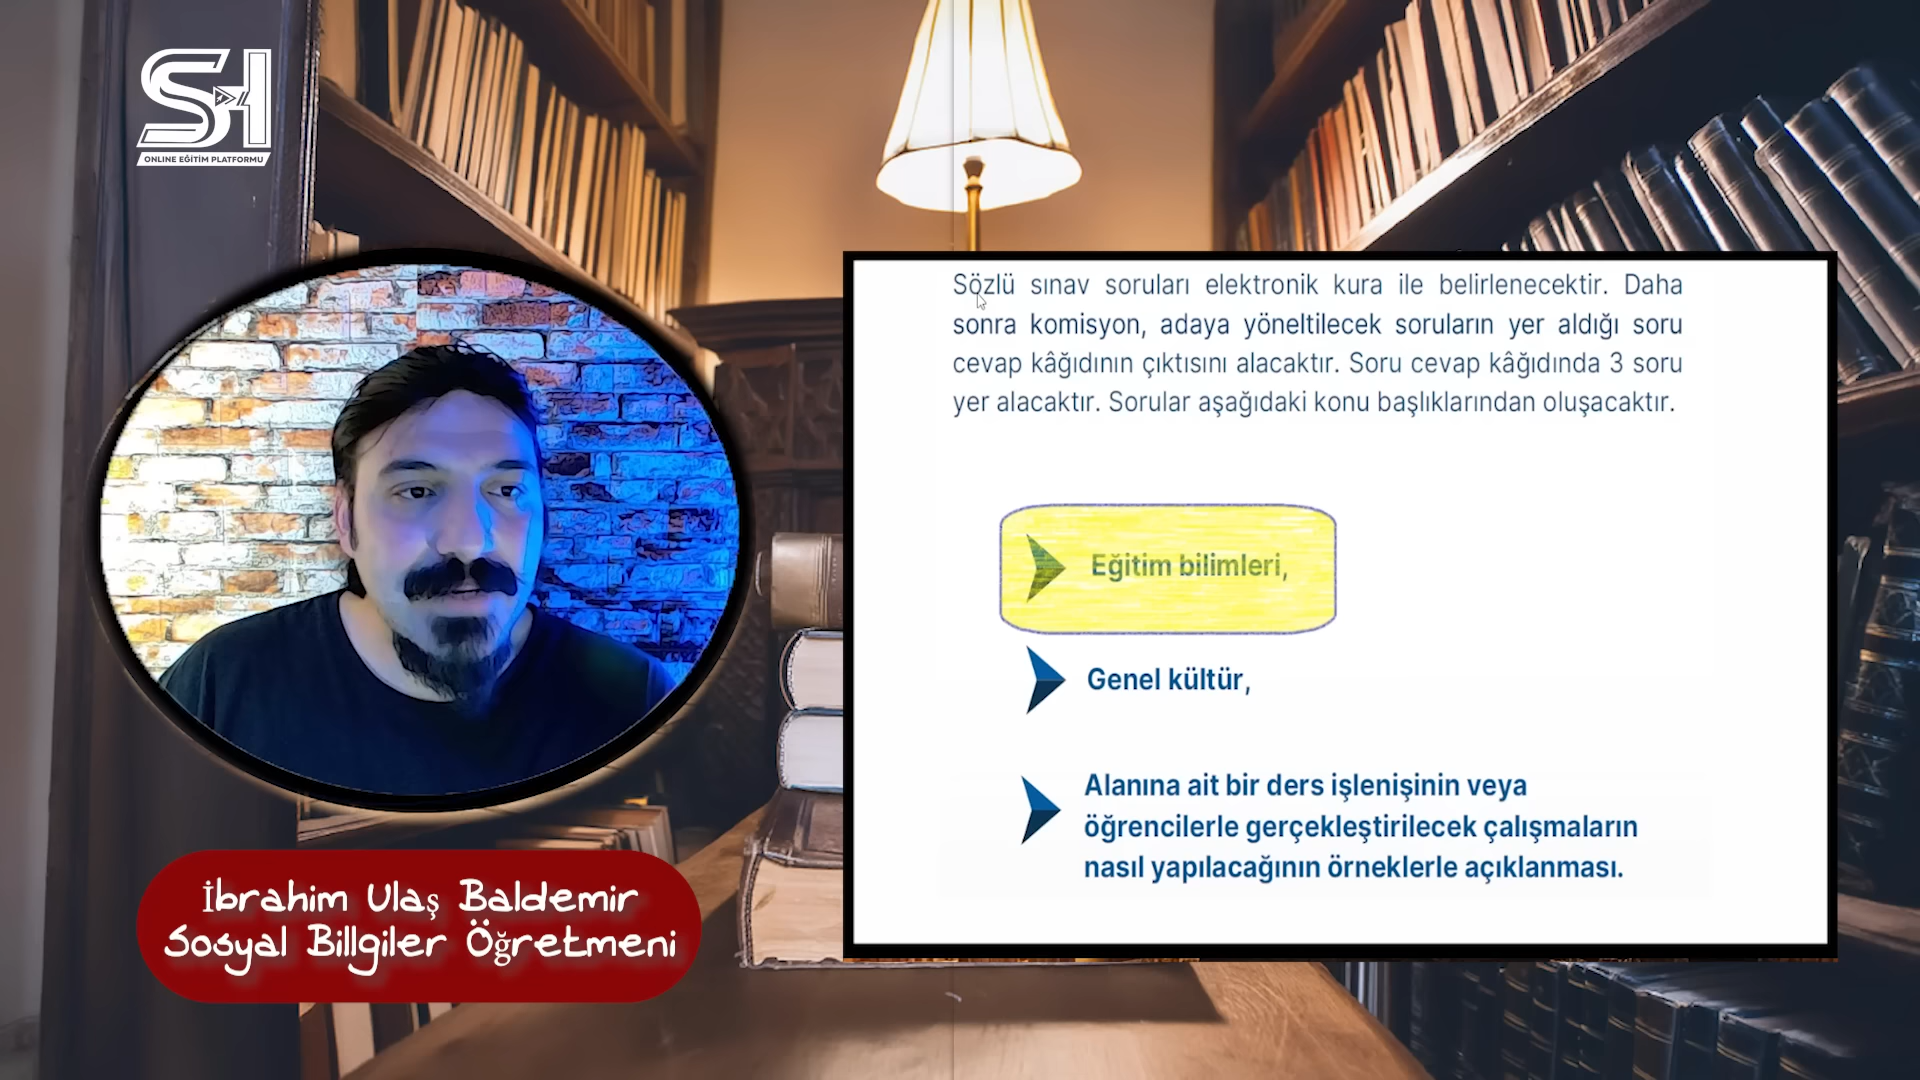 SH
ONLINE EĞİTİM PLATFORMU
Sözlü sınav soruları elektronik kura ile belirlenecektir. Daha
sonra komisyon, adaya yöneltilecek soruların yer aldığı soru
cevap kâğıdının çıktısını alacaktır. Soru cevap kâğıdında 3 soru
yer alacaktır. Sorular aşağıdaki konu başlıklarından oluşacaktır.
Eğitim bilimleri,
Genel kültür,
Alanına ait bir ders işlenişinin veya
öğrencilerle gerçekleştirilecek çalışmaların
nasıl yapılacağının örneklerle açıklanması.
İbrahim Ulaş Baldemir
Sosyal Billgiler Öğretmeni